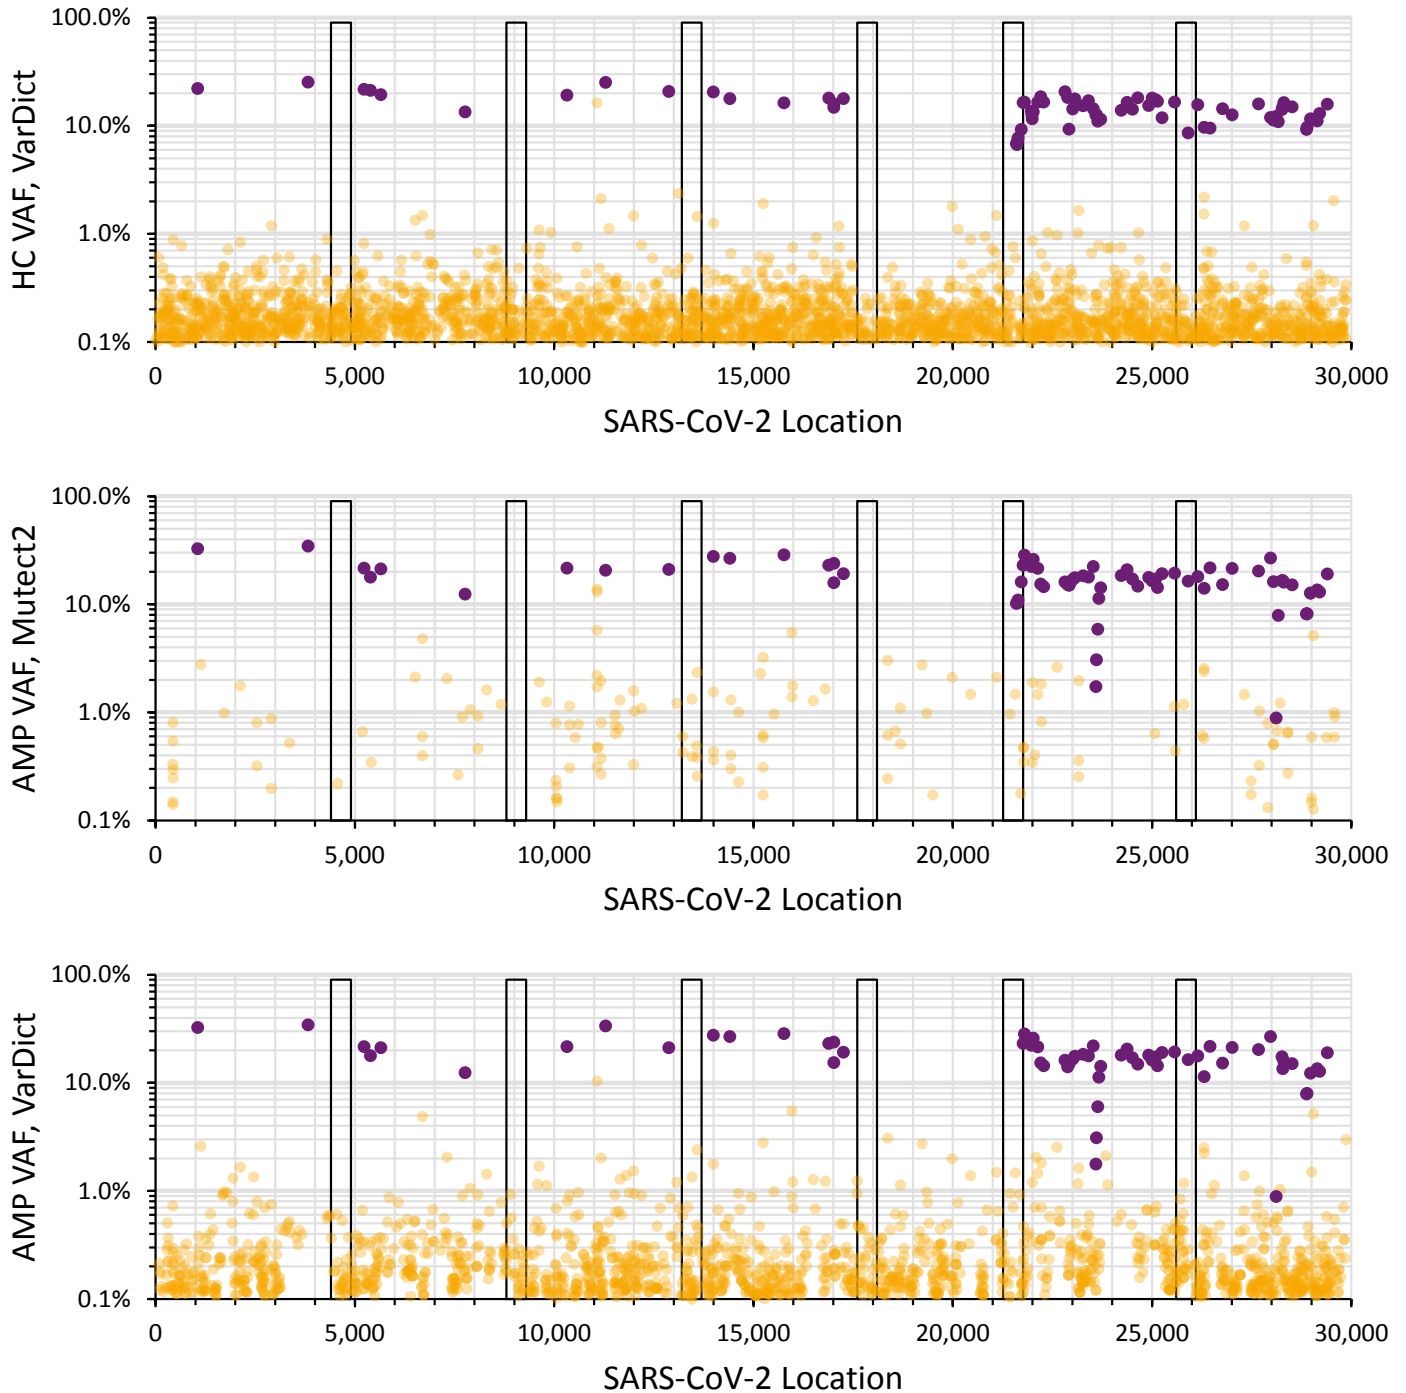 HC VAF, VarDict
100.0%
10.0%
1.0%
0.1%
0 5,000 10,000 15,000 20,000 25,000 30,000
SARS-CoV-2 Location
AMP VAF, Mutect2
100.0%
10.0%
1.0%
0.1%
0 5,000 10,000 15,000 20,000 25,000 30,000
SARS-CoV-2 Location
AMP VAF, VarDict
100.0%
10.0%
1.0%
0.1%
0 5,000 10,000 15,000 20,000 25,000 30,000
SARS-CoV-2 Location